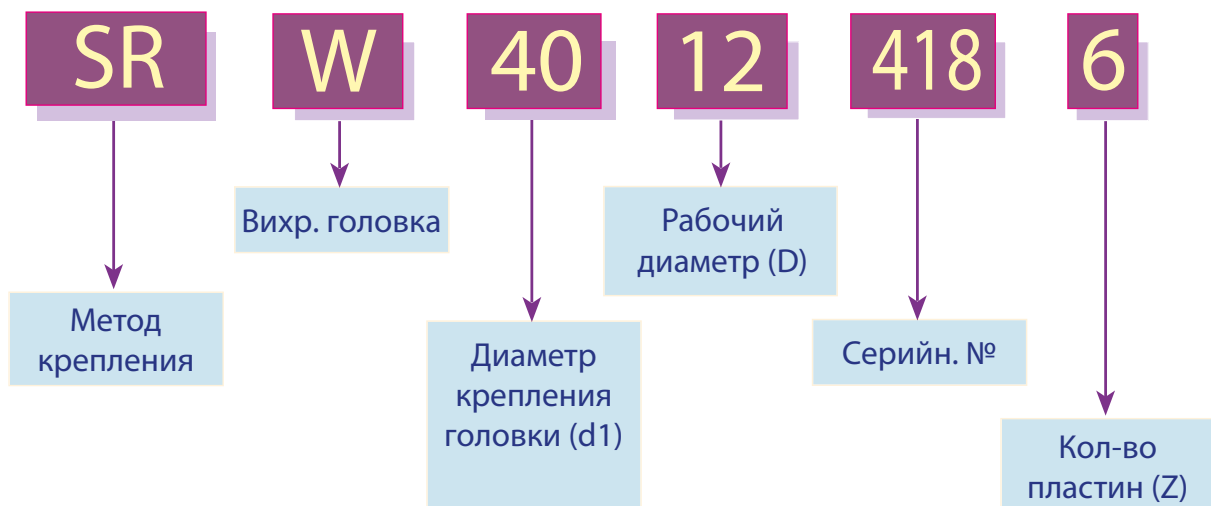 SR W 40 12 418 6
Вихр. головка
Рабочий
диаметр (D)
Метод
крепления
Диаметр
крепления
головки (d1)
Серийн. №
Кол-во
пластин (Z)